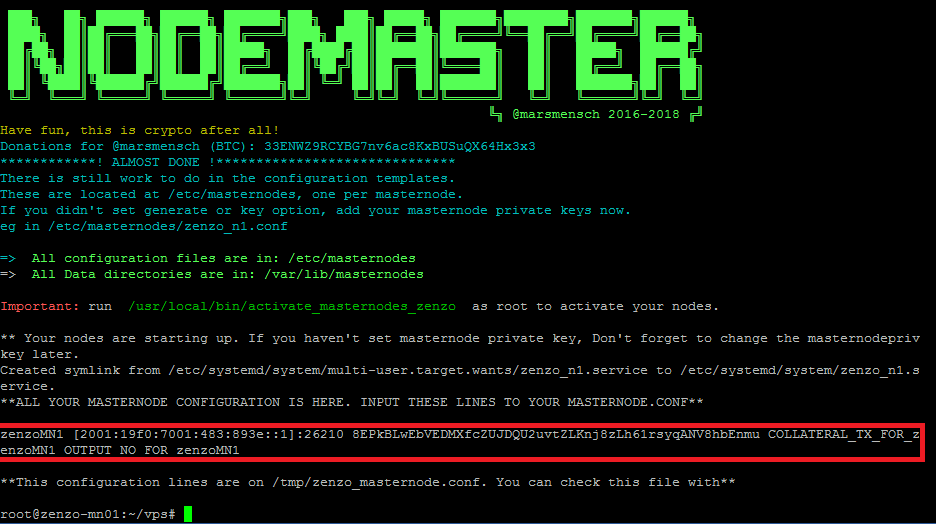 NODEMASTER
@marsmensch 2016-2018
Have fun, this is crypto after all!
Donations for @marsmensch (BTC): 33ENWZ9RCYBG7nv6ac8KxBUSuQX64Hx3x3
************! ALMOST DONE !******************************
There is still work to do in the configuration templates.
These are located at /etc/masternodes, one per masternode.
If you didn't set generate or key option, add your masternode private keys now.
eg in /etc/masternodes/zenzo_n1.conf
=> All configuration files are in: /etc/masternodes
=> All Data directories are in: /var/lib/masternodes
Important: run /usr/local/bin/activate_masternodes_zenzo as root to activate your nodes.
** Your nodes are starting up. If you haven't set masternode private key, Don't forget to change the masternodepriv
key later.
Created symlink from /etc/systemd/system/multi-user.target.wants/zenzo_n1.service to /etc/systemd/system/zenzo_n1.s
ervice.
**ALL YOUR MASTERNODE CONFIGURATION IS HERE. INPUT THESE LINES TO YOUR MASTERNODE.CONF**
zenzoMN1 [2001:19f0:7001:483:893e::1]:26210 8EPkBLwEbVEDMXfcZUJDQU2uvtZLKnj8zLh61rsyqANV8hbEnmu COLLATERAL_TX_FOR_z
enzoMN1 OUTPUT NO FOR zenzoMN1
**This configuration lines are on /tmp/zenzo_masternode.conf. You can check this file with**
root@zenzo-mn01:~/vps#